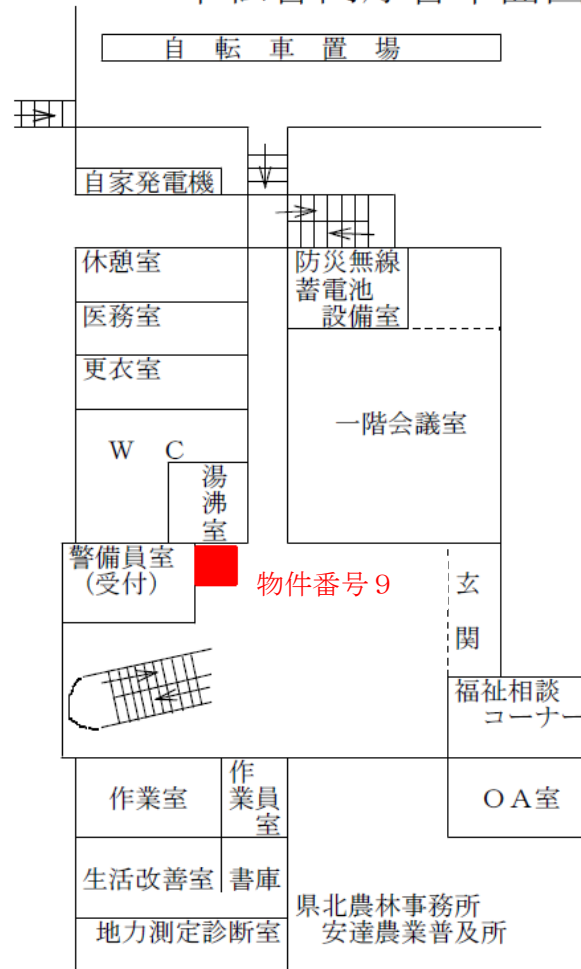 自転車置場
自家発電機
休憩室
防災無線
蓄電池
設備室
医務室
更衣室
一階会議室
WC
湯沸室
警備員室
(受付)
物件番号9
玄関
福祉相談
コーナー
作業室
作業員室
OA室
生活改善室
書庫
県北農林事務所
安達農業普及所
地力測定診断室